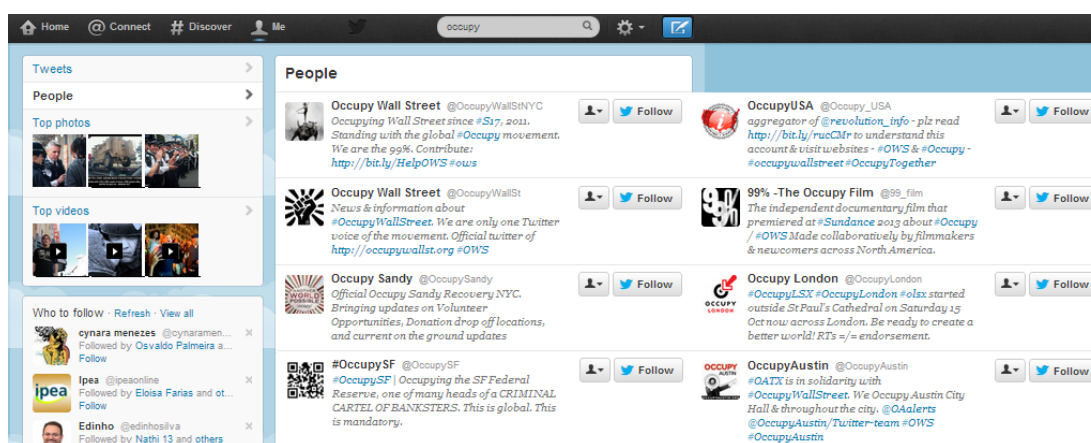 Home @ Connect # Discover Me occupy
Tweets
People
Top photos
Top videos
Who to follow · Refresh · View all
cynara menezes @cynaramen...
Followed by Osvaldo Palmeira a...
Follow
ipea
Ipea @ipeaonline
Followed by Eloisa Farias and ot...
Follow
Edinho @edinhosilva
Followed by Nathi 13 and others
People
Occupy Wall Street @OccupyWallStNYC
Occupying Wall Street since #S17, 2011.
Standing with the global #Occupy movement.
We are the 99%. Contribute:
http://bit.ly/HelpOWS #ows
Follow
OccupyUSA @Occupy_USA
aggregator of @revolution_info - plz read
http://bit.ly/rucCMr to understand this
account & visit websites - #OWS & #Occupy -
#occupywallstreet #OccupyTogether
Follow
Occupy Wall Street @OccupyWallSt
News & information about
#OccupyWallStreet. We are only one Twitter
voice of the movement. Official twitter of
http://occupywallst.org #OWS
Follow
99%
99% -The Occupy Film @99_film
The independent documentary film that
premiered at #Sundance 2013 about #Occupy
/ #OWS Made collaboratively by filmmakers
& newcomers across North America.
Follow
ANOTHER
WORLD
POSSIBLE
Occupy Sandy @OccupySandy
Official Occupy Sandy Recovery NYC.
Bringing updates on Volunteer
Opportunities, Donation drop off locations,
and current on the ground updates
Follow
OCCUPY
LONDON
Occupy London @OccupyLondon
#OccupyLSX #OccupyLondon #olsx started
outside St Paul's Cathedral on Saturday 15
Oct now across London. Be ready to create a
better world! RTs =/= endorsement.
Follow
#OccupySF @OccupySF
#OccupySF | Occupying the SF Federal
Reserve, one of many heads of a CRIMINAL
CARTEL OF BANKSTERS. This is global. This
is mandatory.
Follow
OCCUPY
AUSTIN
OccupyAustin @OccupyAustin
#OATX is in solidarity with
#OccupyWallStreet. We Occupy Austin City
Hall & throughout the city. @OAalerts
@OccupyAustin/Twitter-team #OWS
#OccupyAustin
Follow